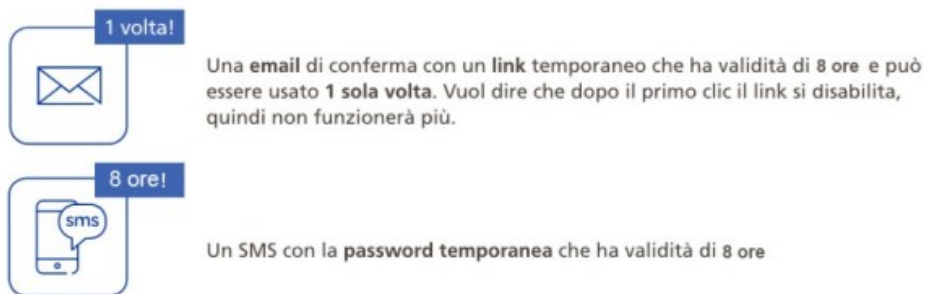 1 volta!
Una email di conferma con un link temporaneo che ha validità di 8 ore e può
essere usato 1 sola volta. Vuol dire che dopo il primo clic il link si disabilita,
quindi non funzionerà più.
8 ore!
sms
Un SMS con la password temporanea che ha validità di 8 ore